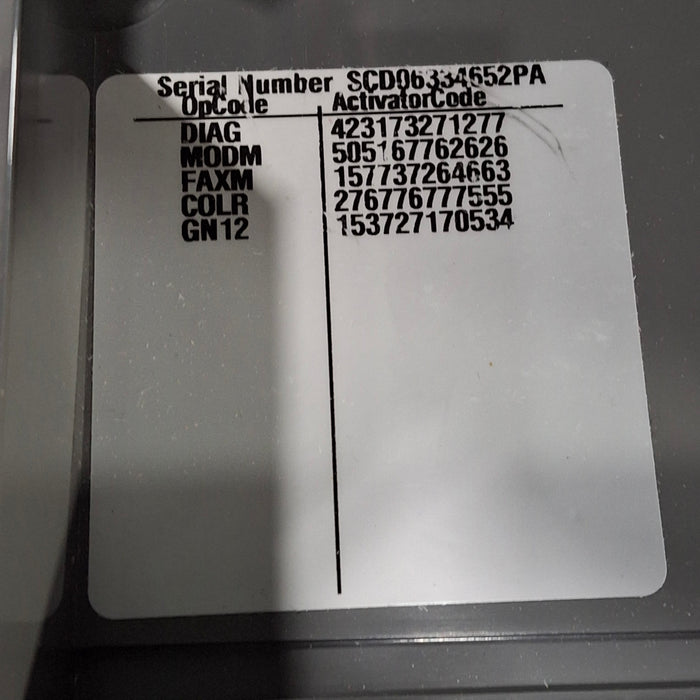 Serial Number SCD06334652PA
OpCode ActivatorCode
DIAG 423173271277
MODM 505167762626
FAXM 157737264663
COLR 276776777555
GN12 153727170534